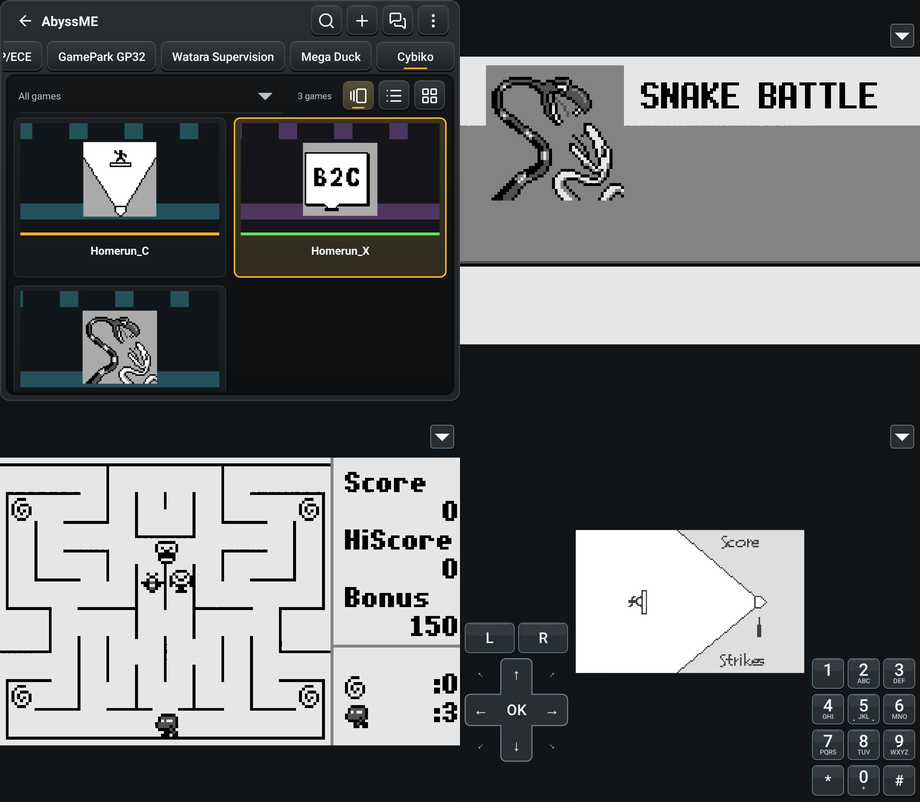 AbyssME
P/ECE
GamePark GP32
Watara Supervision
Mega Duck
Cybiko
All games
3 games
B2C
Homerun_C
Homerun_X
SNAKE BATTLE
Score
0
HiScore
0
Bonus
150
:0
:3
L
R
OK
Score
Strikes
1
2 ABC
3 DEF
4 GHI
5 JKL
6 MNO
7 PQRS
8 TUV
9 WXYZ
*
0 +
#